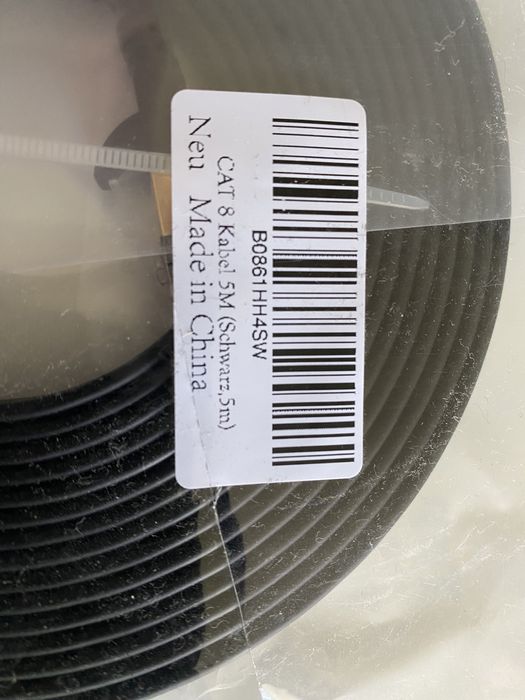 B0861HH4SW
CAT 8 Kabel 5M (Schwarz,5m)
Neu Made in China